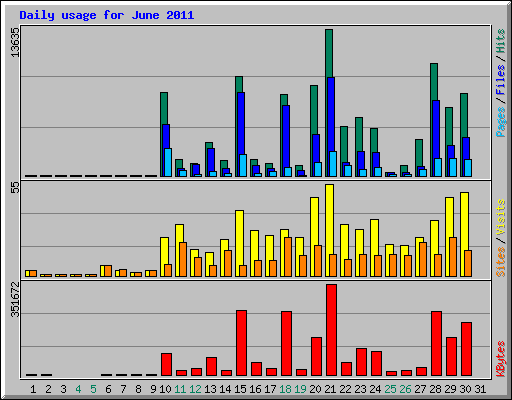 Daily usage for June 2011
13635
Pages / Files / Hits
55
Sites / Visits
351672
KBytes
1 2 3 4 5 6 7 8 9 10 11 12 13 14 15 16 17 18 19 20 21 22 23 24 25 26 27 28 29 30 31